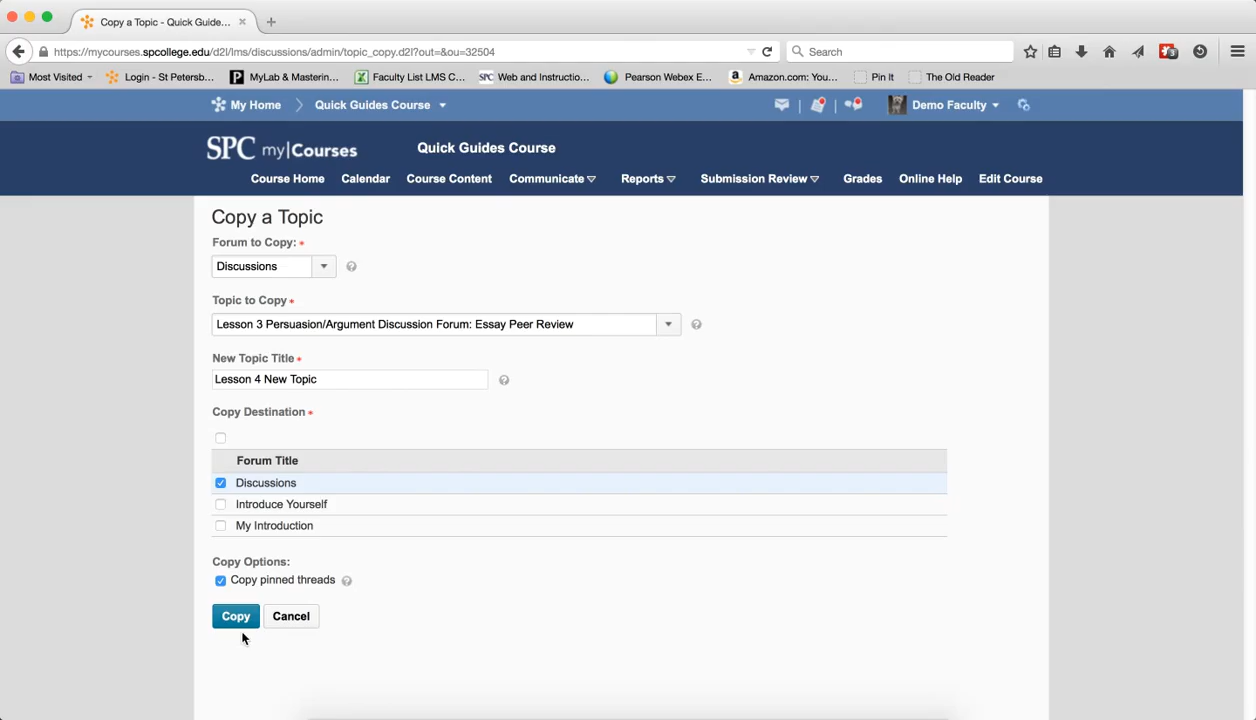 Copy a Topic - Quick Guide...
https://mycourses.spcollege.edu/d2l/lms/discussions/admin/topic_copy.d2l?out=&ou=32504
Search
3
Most Visited
Login - St Petersb...
P MyLab & Mastering...
Faculty List LMS C...
SPC Web and Instructio...
Pearson Webex E...
a Amazon.com: You...
Pin It
The Old Reader
My Home
Quick Guides Course
Demo Faculty
SPC my|Courses
Quick Guides Course
Course Home
Calendar
Course Content
Communicate
Reports
Submission Review
Grades
Online Help
Edit Course
Copy a Topic
Forum to Copy: *
Discussions
Topic to Copy *
Lesson 3 Persuasion/Argument Discussion Forum: Essay Peer Review
New Topic Title *
Lesson 4 New Topic
Copy Destination *
Forum Title
Discussions
Introduce Yourself
My Introduction
Copy Options:
Copy pinned threads
Copy
Cancel